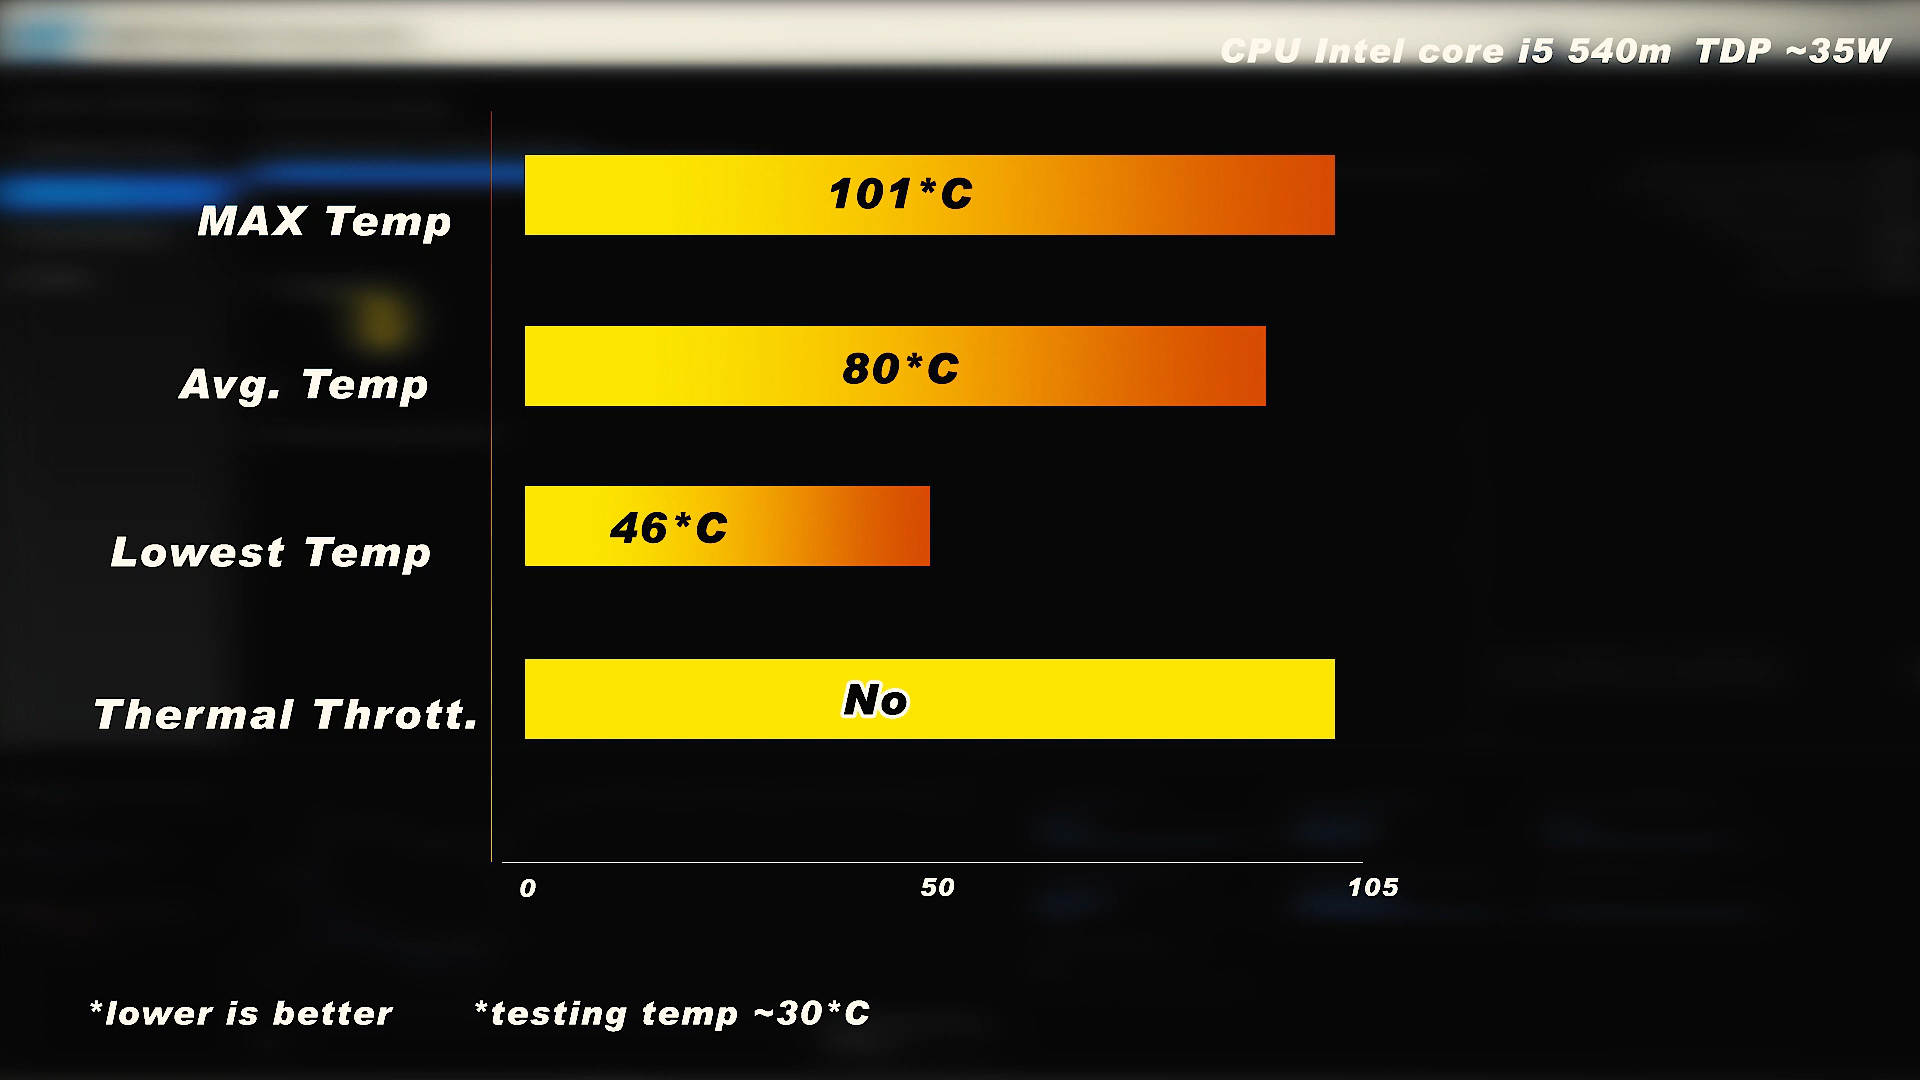 CPU Intel core i5 540m TDP ~35W
MAX Temp
101*C
Avg. Temp
80*C
Lowest Temp
46*C
Thermal Thrott.
No
0 50 105
*lower is better *testing temp ~30*C